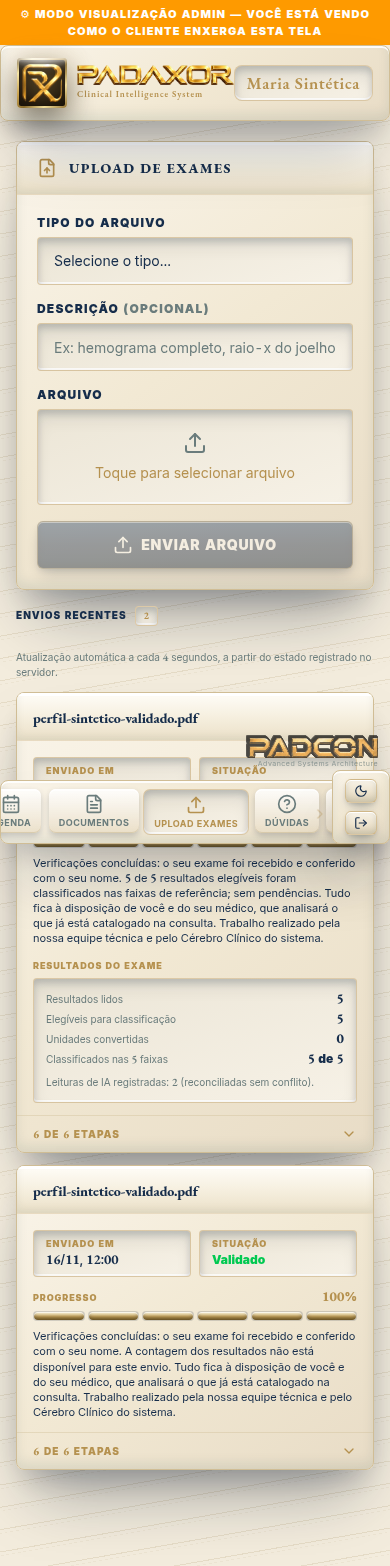 ⚙ MODO VISUALIZAÇÃO ADMIN — VOCÊ ESTÁ VENDO
COMO O CLIENTE ENXERGA ESTA TELA
PADAXOR
Clinical Intelligence System
Maria Sintética
UPLOAD DE EXAMES
TIPO DO ARQUIVO
Selecione o tipo...
DESCRIÇÃO (OPCIONAL)
Ex: hemograma completo, raio-x do joelho
ARQUIVO
Toque para selecionar arquivo
ENVIAR ARQUIVO
ENVIOS RECENTES 2
Atualização automática a cada 4 segundos, a partir do estado registrado no
servidor.
perfil-sintetico-validado.pdf
PADCON
Advanced Systems Architecture
ENVIADO EM
SITUAÇÃO
GENDA
DOCUMENTOS
UPLOAD EXAMES
DÚVIDAS
Verificações concluídas: o seu exame foi recebido e conferido
com o seu nome. 5 de 5 resultados elegíveis foram
classificados nas faixas de referência; sem pendências. Tudo
fica à disposição de você e do seu médico, que analisará o
que já está catalogado na consulta. Trabalho realizado pela
nossa equipe técnica e pelo Cérebro Clínico do sistema.
RESULTADOS DO EXAME
Resultados lidos 5
Elegíveis para classificação 5
Unidades convertidas 0
Classificados nas 5 faixas 5 de 5
Leituras de IA registradas: 2 (reconciliadas sem conflito).
6 DE 6 ETAPAS
perfil-sintetico-validado.pdf
ENVIADO EM
16/11, 12:00
SITUAÇÃO
Validado
PROGRESSO 100%
Verificações concluídas: o seu exame foi recebido e conferido
com o seu nome. A contagem dos resultados não está
disponível para este envio. Tudo fica à disposição de você e
do seu médico, que analisará o que já está catalogado na
consulta. Trabalho realizado pela nossa equipe técnica e pelo
Cérebro Clínico do sistema.
6 DE 6 ETAPAS